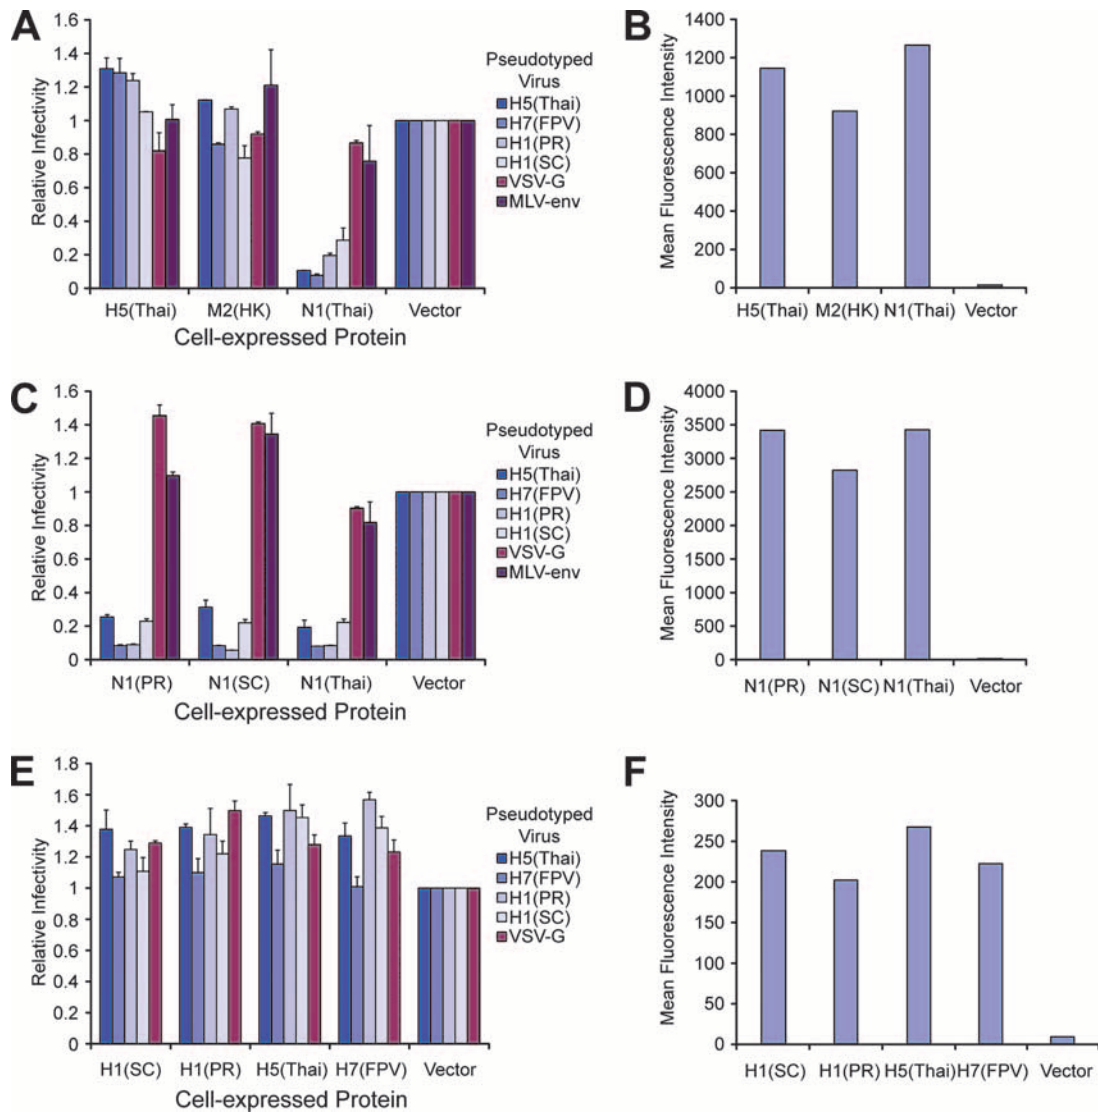 A
Relative Infectivity
1.6
1.4
1.2
1
0.8
0.6
0.4
0.2
0
H5(Thai) M2(HK) N1(Thai) Vector
Cell-expressed Protein
Pseudotyped
Virus
H5(Thai)
H7(FPV)
H1(PR)
H1(SC)
VSV-G
MLV-env
B
Mean Fluorescence Intensity
1400
1200
1000
800
600
400
200
0
H5(Thai) M2(HK) N1(Thai) Vector
C
Relative Infectivity
1.6
1.4
1.2
1
0.8
0.6
0.4
0.2
0
N1(PR) N1(SC) N1(Thai) Vector
Cell-expressed Protein
Pseudotyped
Virus
H5(Thai)
H7(FPV)
H1(PR)
H1(SC)
VSV-G
MLV-env
D
Mean Fluorescence Intensity
4000
3500
3000
2500
2000
1500
1000
500
0
N1(PR) N1(SC) N1(Thai) Vector
E
Relative Infectivity
1.8
1.6
1.4
1.2
1
0.8
0.6
0.4
0.2
0
H1(SC) H1(PR) H5(Thai) H7(FPV) Vector
Cell-expressed Protein
Pseudotyped
Virus
H5(Thai)
H7(FPV)
H1(PR)
H1(SC)
VSV-G
F
Mean Fluorescence Intensity
300
250
200
150
100
50
0
H1(SC) H1(PR) H5(Thai) H7(FPV) Vector